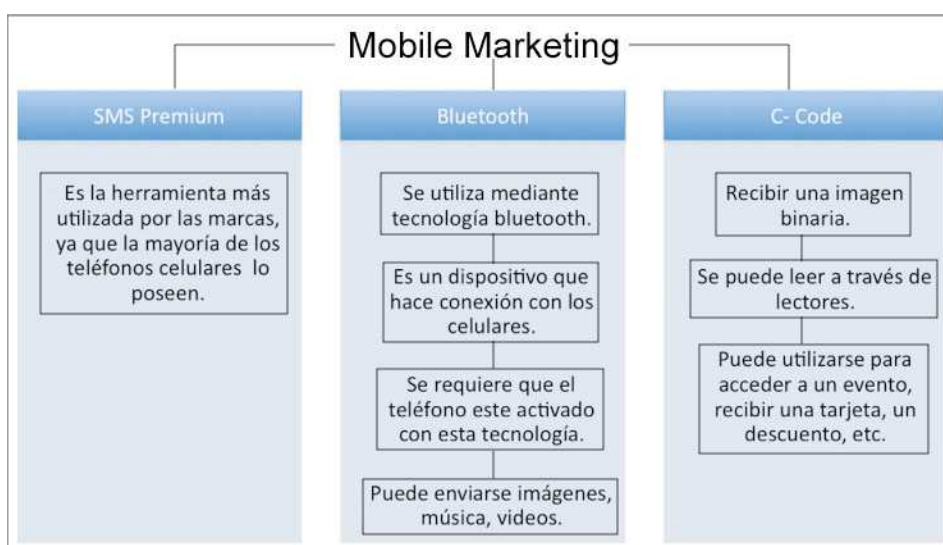 Mobile Marketing
SMS Premium
Es la herramienta más
utilizada por las marcas,
ya que la mayoría de los
teléfonos celulares lo
poseen.
Bluetooth
Se utiliza mediante
tecnología bluetooth.
Es un dispositivo que
hace conexión con los
celulares.
Se requiere que el
teléfono este activado
con esta tecnología.
Puede enviarse imágenes,
música, videos.
C- Code
Recibir una imagen
binaria.
Se puede leer a través de
lectores.
Puede utilizarse para
acceder a un evento,
recibir una tarjeta, un
descuento, etc.